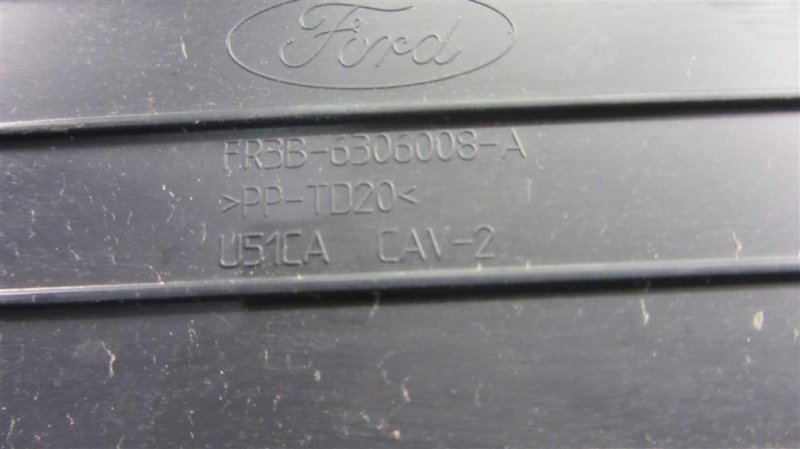 Ford
FR3B-6306008-A
>PP-TD20<
U51CA CAV-2